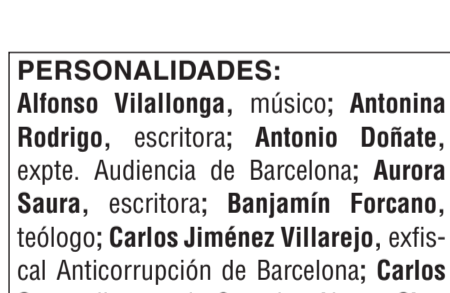 PERSONALIDADES:
Alfonso Vilallonga, músico; Antonina
Rodrigo, escritora; Antonio Doñate,
expte. Audiencia de Barcelona; Aurora
Saura, escritora; Banjamín Forcano,
teólogo; Carlos Jiménez Villarejo, exfis-
cal Anticorrupción de Barcelona; Carlos